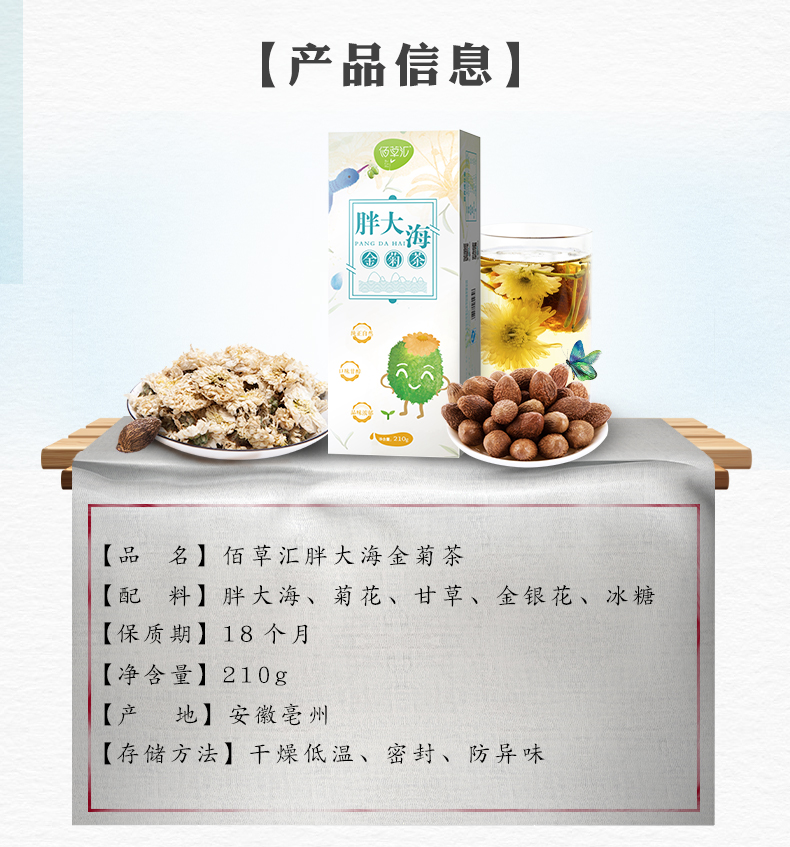 【产品信息】
佰草汇
胖大海
PANG DA HAI
金菊茶
210g
【品 名】佰草汇胖大海金菊茶
【配 料】胖大海、菊花、甘草、金银花、冰糖
【保质期】18个月
【净含量】210g
【产 地】安徽亳州
【存储方法】干燥低温、密封、防异味